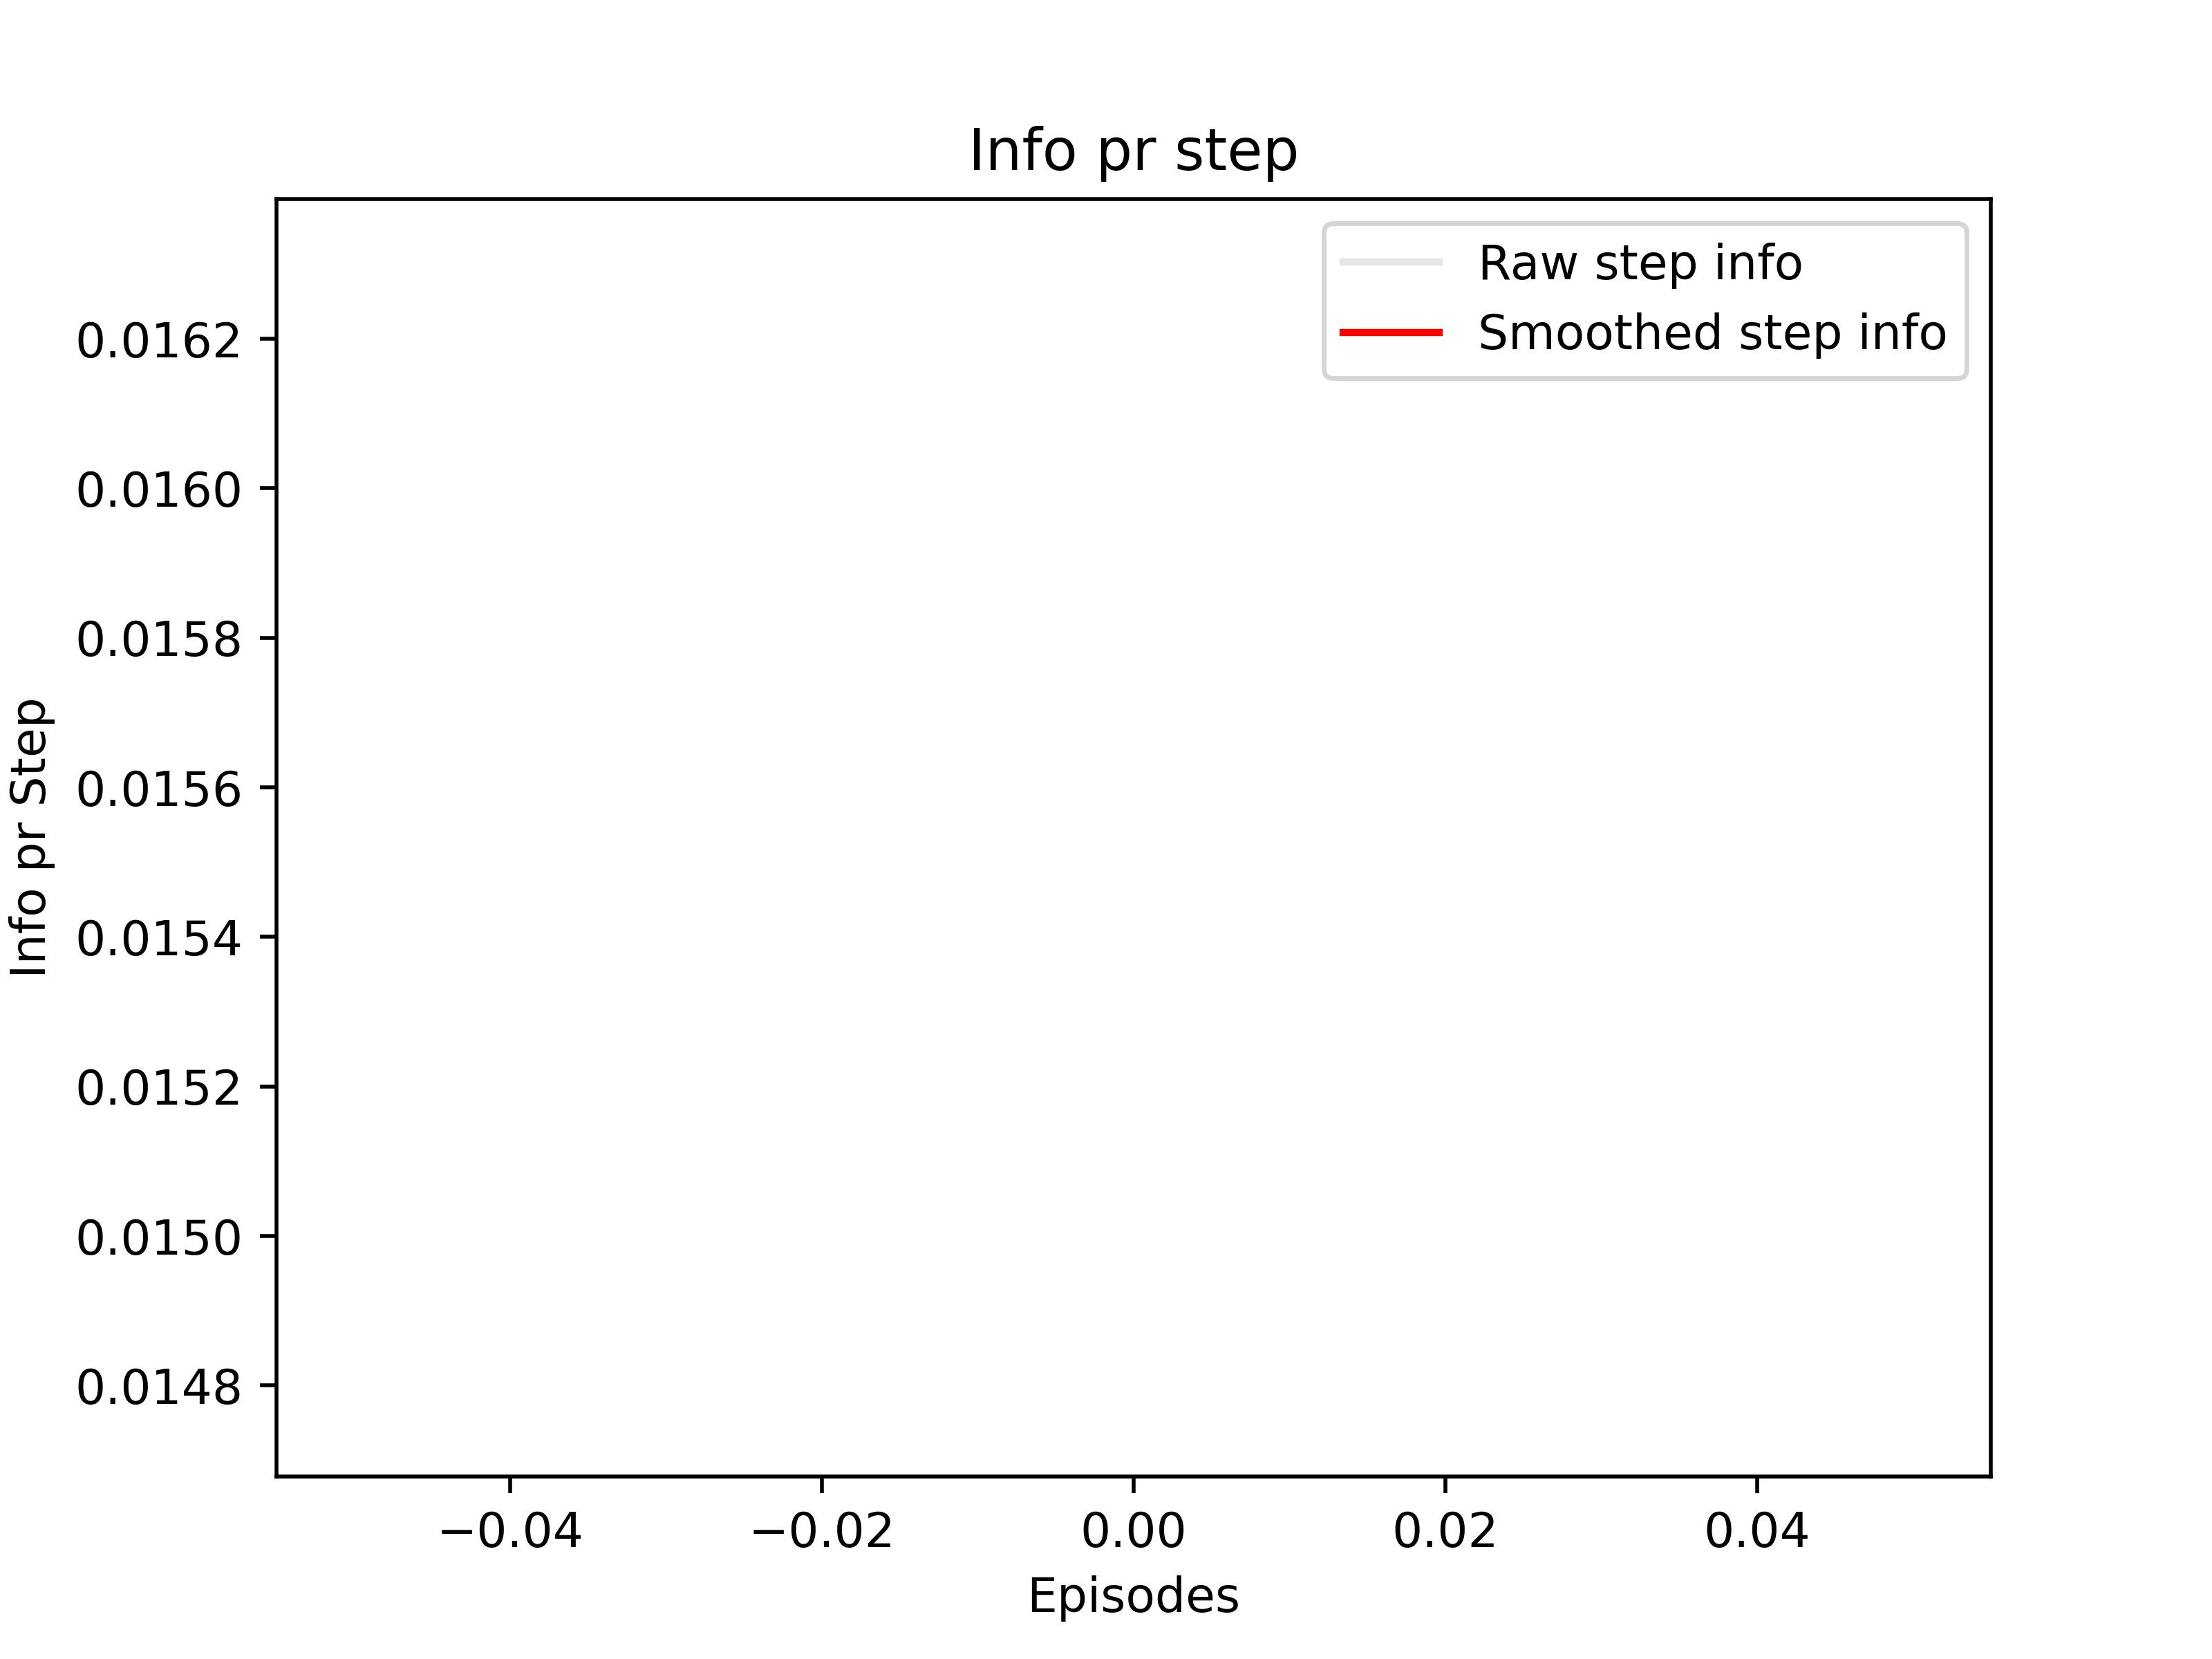 Info pr step
Raw step info
Smoothed step info
0.0162
0.0160
0.0158
0.0156
0.0154
0.0152
0.0150
0.0148
Info pr Step
−0.04 −0.02 0.00 0.02 0.04
Episodes